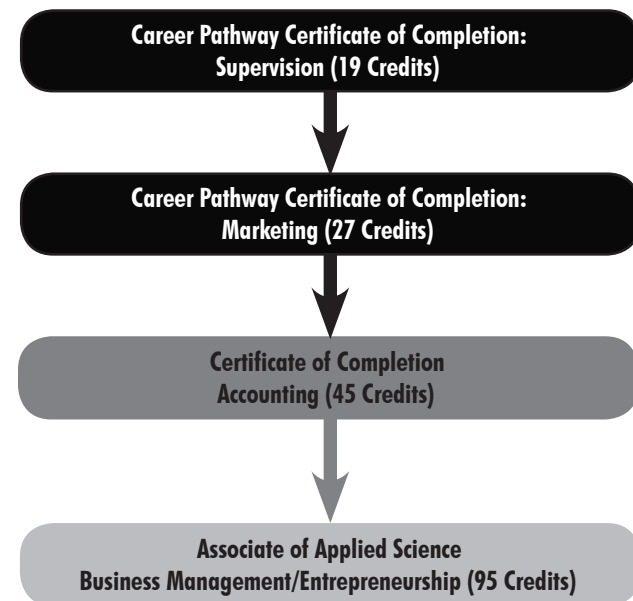 Career Pathway Certificate of Completion:
Supervision (19 Credits)
Career Pathway Certificate of Completion:
Marketing (27 Credits)
Certificate of Completion
Accounting (45 Credits)
Associate of Applied Science
Business Management/Entrepreneurship (95 Credits)